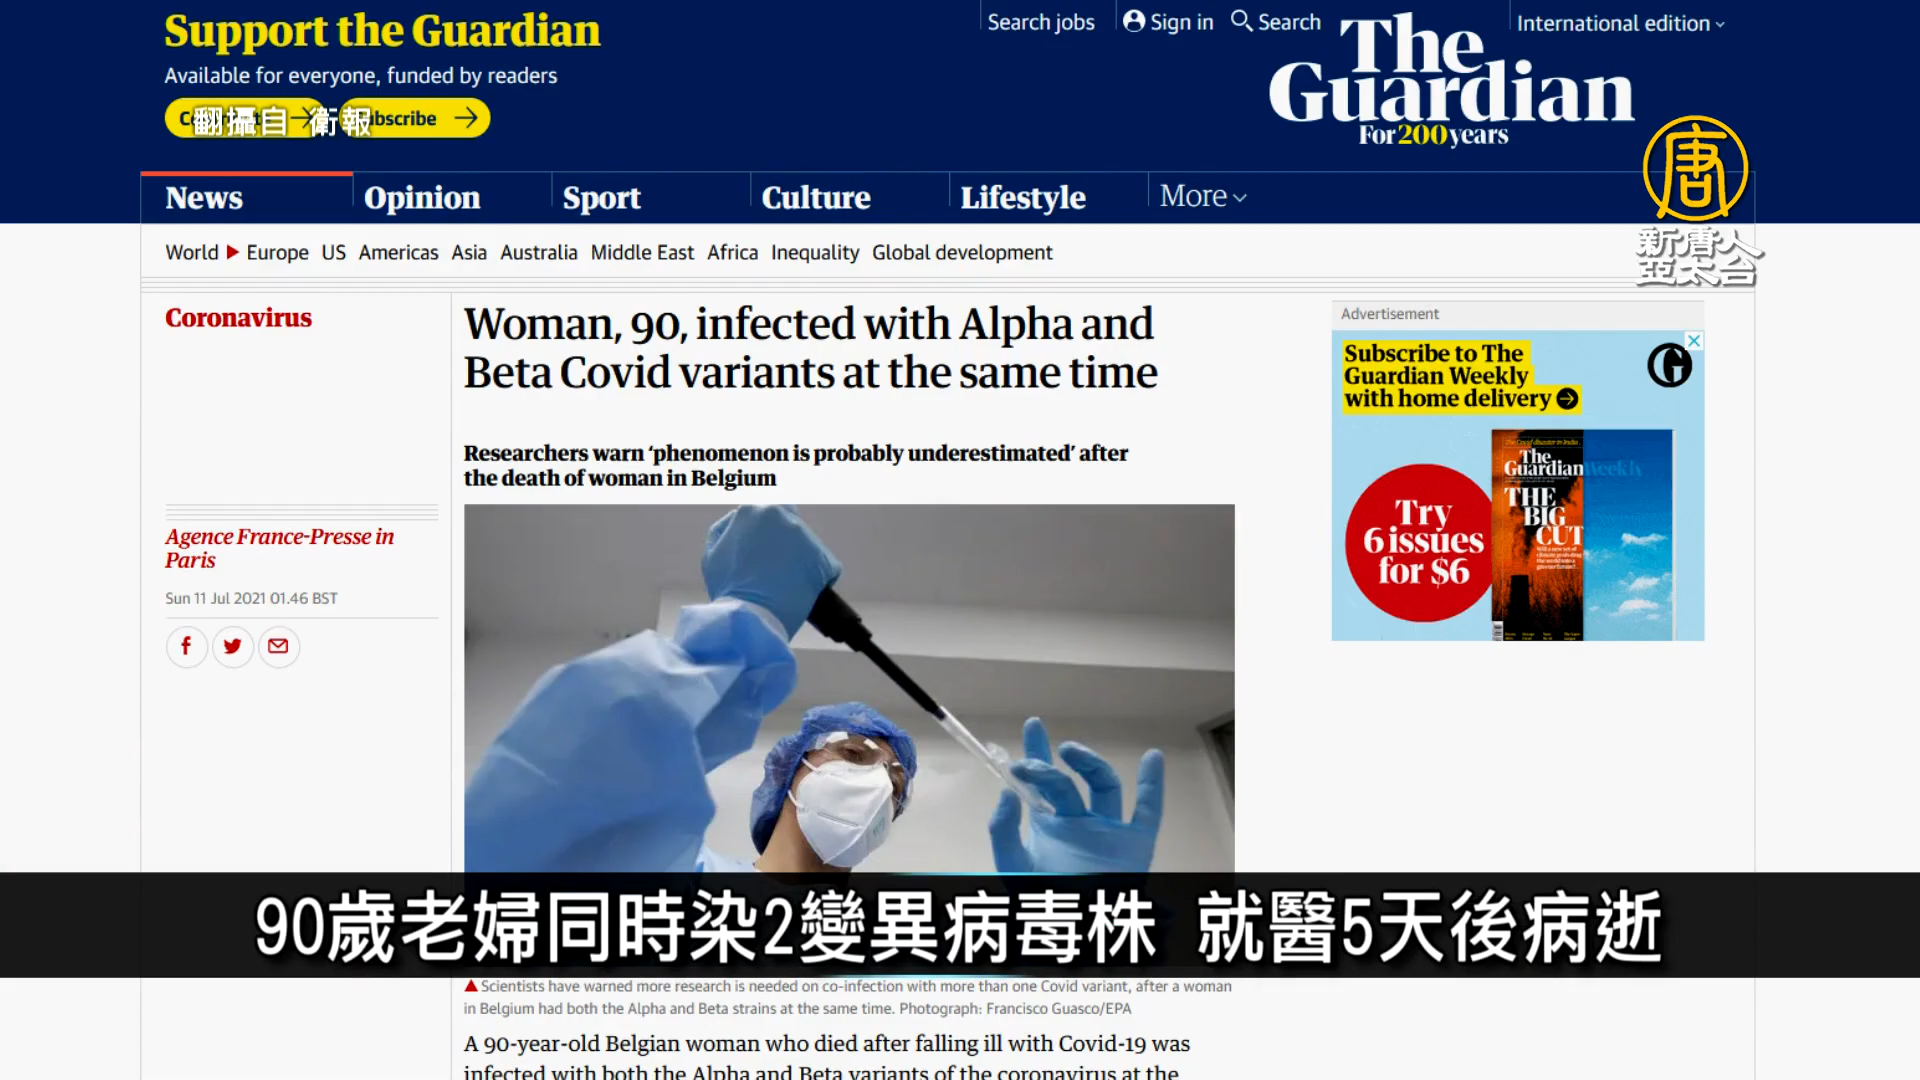 Support the Guardian
Available for everyone, funded by readers
翻攝自 衛報
Subscribe
Search jobs
Sign in
Search
International edition
The
Guardian
For 200 years
唐
新唐人
亞太台
News
Opinion
Sport
Culture
Lifestyle
More
World
Europe
US
Americas
Asia
Australia
Middle East
Africa
Inequality
Global development
Coronavirus
Woman, 90, infected with Alpha and
Beta Covid variants at the same time
Researchers warn ‘phenomenon is probably underestimated’ after
the death of woman in Belgium
Agence France-Presse in
Paris
Sun 11 Jul 2021 01.46 BST
Advertisement
Subscribe to The
Guardian Weekly
with home delivery
Try
6 issues
for $6
The
Guardian Weekly
THE
BIG
CUT
90歲老婦同時染2變異病毒株 就醫5天後病逝
Scientists have warned more research is needed on co-infection with more than one Covid variant, after a woman
in Belgium had both the Alpha and Beta strains at the same time. Photograph: Francisco Guasco/EPA
A 90-year-old Belgian woman who died after falling ill with Covid-19 was
infected with both the Alpha and Beta variants of the coronavirus at the